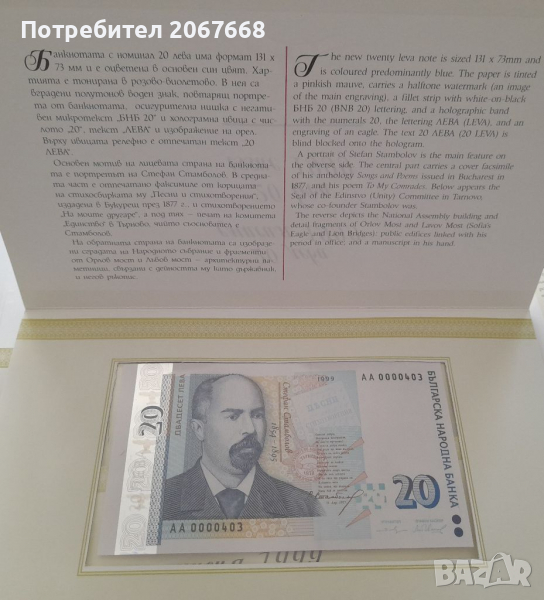 Потребител 2067668
Банкнотата с номинал 20 лева има формат 131 x
73 мм и е оцветена в основен син цвят. Хар-
тията е тонирана в розово-виолетово. В нея са
вградени полутонов воден знак, повтарящ портре-
та от банкнотата, осигурителна нишка с негати-
вен микротекст „БНБ 20" и холограмна ивица с чис-
лото „20", текст „ЛЕВА" и изображение на орел.
Върху ивицата релефно е отпечатан текст „20
ЛЕВА".
Основен мотив на лицевата страна на банкнота-
та е портретът на Стефан Стамболов. В средна-
та част е отпечатано факсимиле от корицата
на стихосбирката му „Песни и стихотворения",
издадена в Букурещ през 1877 г., и стихотворението
„На моите другаре", а под тях – печат на комитета
„Единство" в Търново, чийто съосновател е
Стамболов.
На обратната страна на банкнотата са изобразе-
ни сградата на Народното събрание и фрагменти
от Орлов мост и Лъвов мост – архитектурни па-
метници, свързани с дейността му като държавник
и негов ръкопис.
The new twenty leva note is sized 131 x 73mm and
is coloured predominantly blue. The paper is tinted
a pinkish mauve, carries a halftone watermark (an image
of the main engraving), a fillet strip with white-on-black
БНБ 20 (BNB 20) lettering, and a holographic band
with the numerals 20, the lettering ЛЕВА (LEVA), and an
engraving of an eagle. The text 20 ЛЕВА (20 LEVA) is
blind blocked onto the hologram.
A portrait of Stefan Stambolov is the main feature on
the obverse side. The central part carries a cover facsimile
of his anthology Songs and Poems issued in Bucharest in
1877, and his poem To My Comrades. Below appears the
Seal of the Edinstvo (Unity) Committee in Tarnovo,
whose co-founder Stambolov was.
The reverse depicts the National Assembly building and
detail fragments of Orlov Most and Lavov Most (Sofia's
Eagle and Lion Bridges), public edifices linked with his
period in office, and a manuscript in his hand.
20 ЛЕВА
20
ДВАДЕСЕТ ЛЕВА
Стефан Стамболов
1854 - 1895
1999
АА 0000403
БЪЛГАРСКА НАРОДНА БАНКА
20
АА 0000403
1999
BAZAR